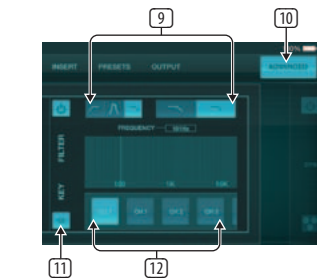 9
10
INSERT PRESETS OUTPUT ADVANCED
FREQUENCY
FILTER
KEY
100 1K 10K
SELF CH 1 CH 2 CH 3
11
12